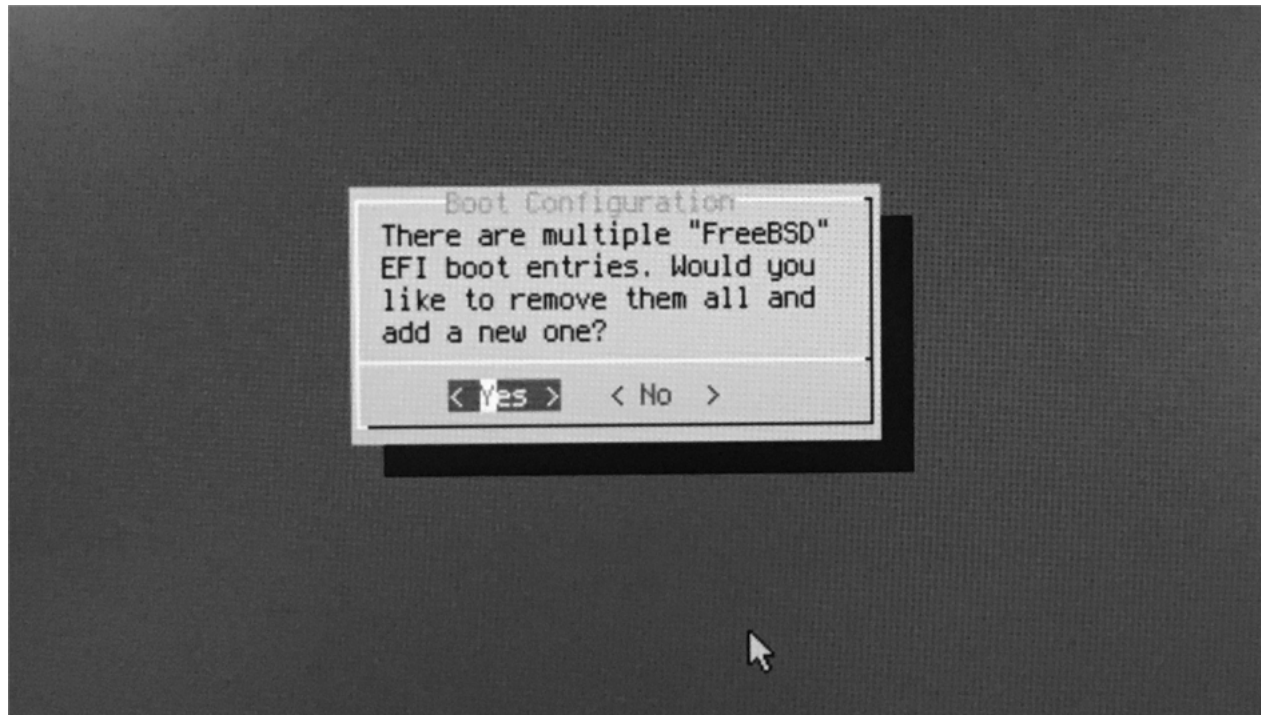 Boot Configuration
There are multiple "FreeBSD"
EFI boot entries. Would you
like to remove them all and
add a new one?
< Yes > < No >